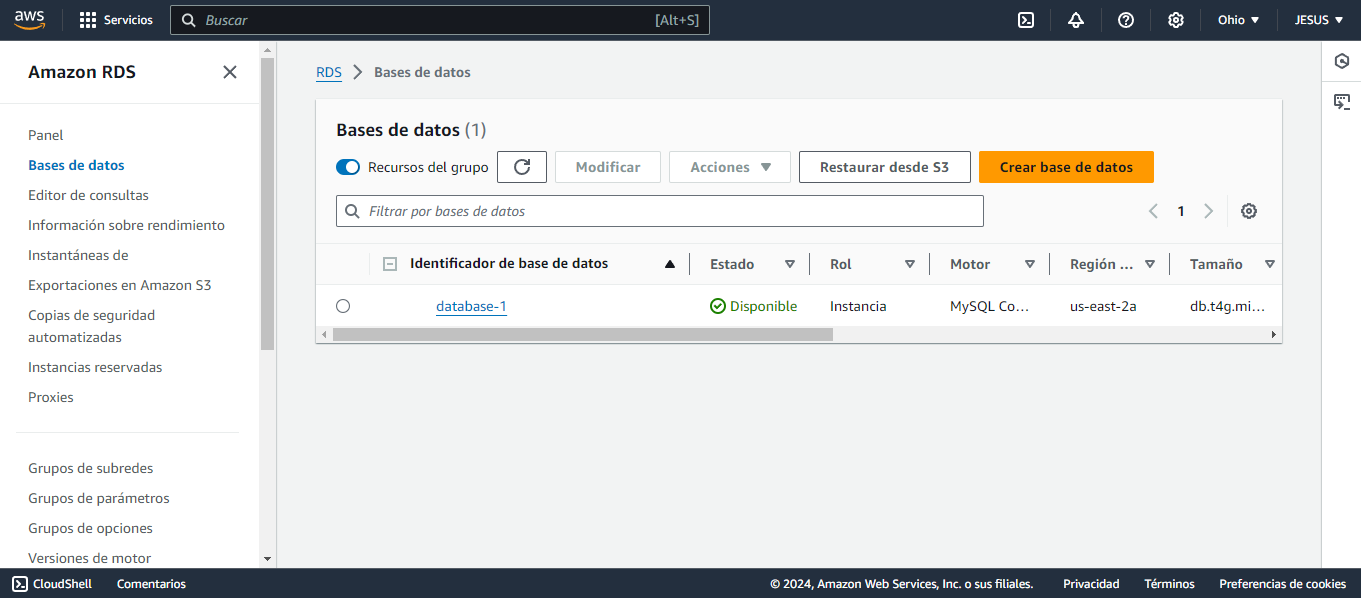 aws
Servicios
Buscar [Alt+S]
Ohio ▼
JESUS ▼
Amazon RDS
Panel
Bases de datos
Editor de consultas
Información sobre rendimiento
Instantáneas de
Exportaciones en Amazon S3
Copias de seguridad
automatizadas
Instancias reservadas
Proxies
Grupos de subredes
Grupos de parámetros
Grupos de opciones
Versiones de motor
RDS > Bases de datos
Bases de datos (1)
Recursos del grupo
Modificar
Acciones
Restaurar desde S3
Crear base de datos
Filtrar por bases de datos
1
Identificador de base de datos Estado Rol Motor Región ... Tamaño
database-1 Disponible Instancia MySQL Co... us-east-2a db.t4g.mi...
CloudShell Comentarios © 2024, Amazon Web Services, Inc. o sus filiales. Privacidad Términos Preferencias de cookies